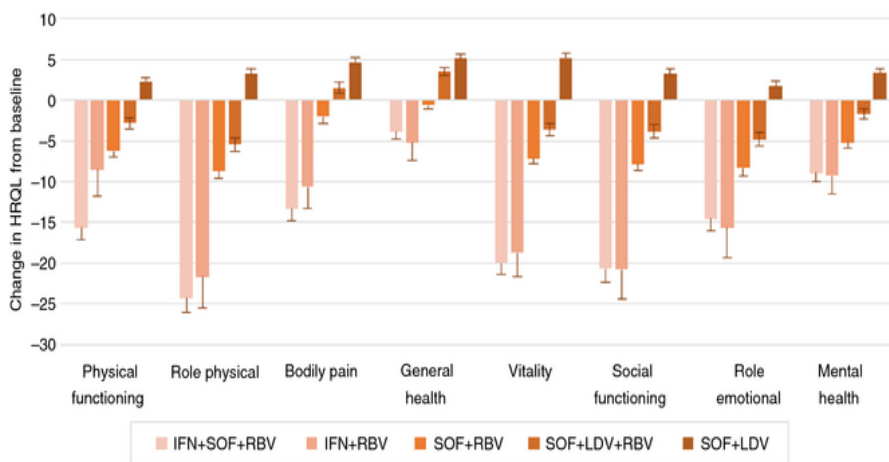 Change in HRQL from baseline
10
5
0
−5
−10
−15
−20
−25
−30
Physical functioning
Role physical
Bodily pain
General health
Vitality
Social functioning
Role emotional
Mental health
IFN+SOF+RBV
IFN+RBV
SOF+RBV
SOF+LDV+RBV
SOF+LDV